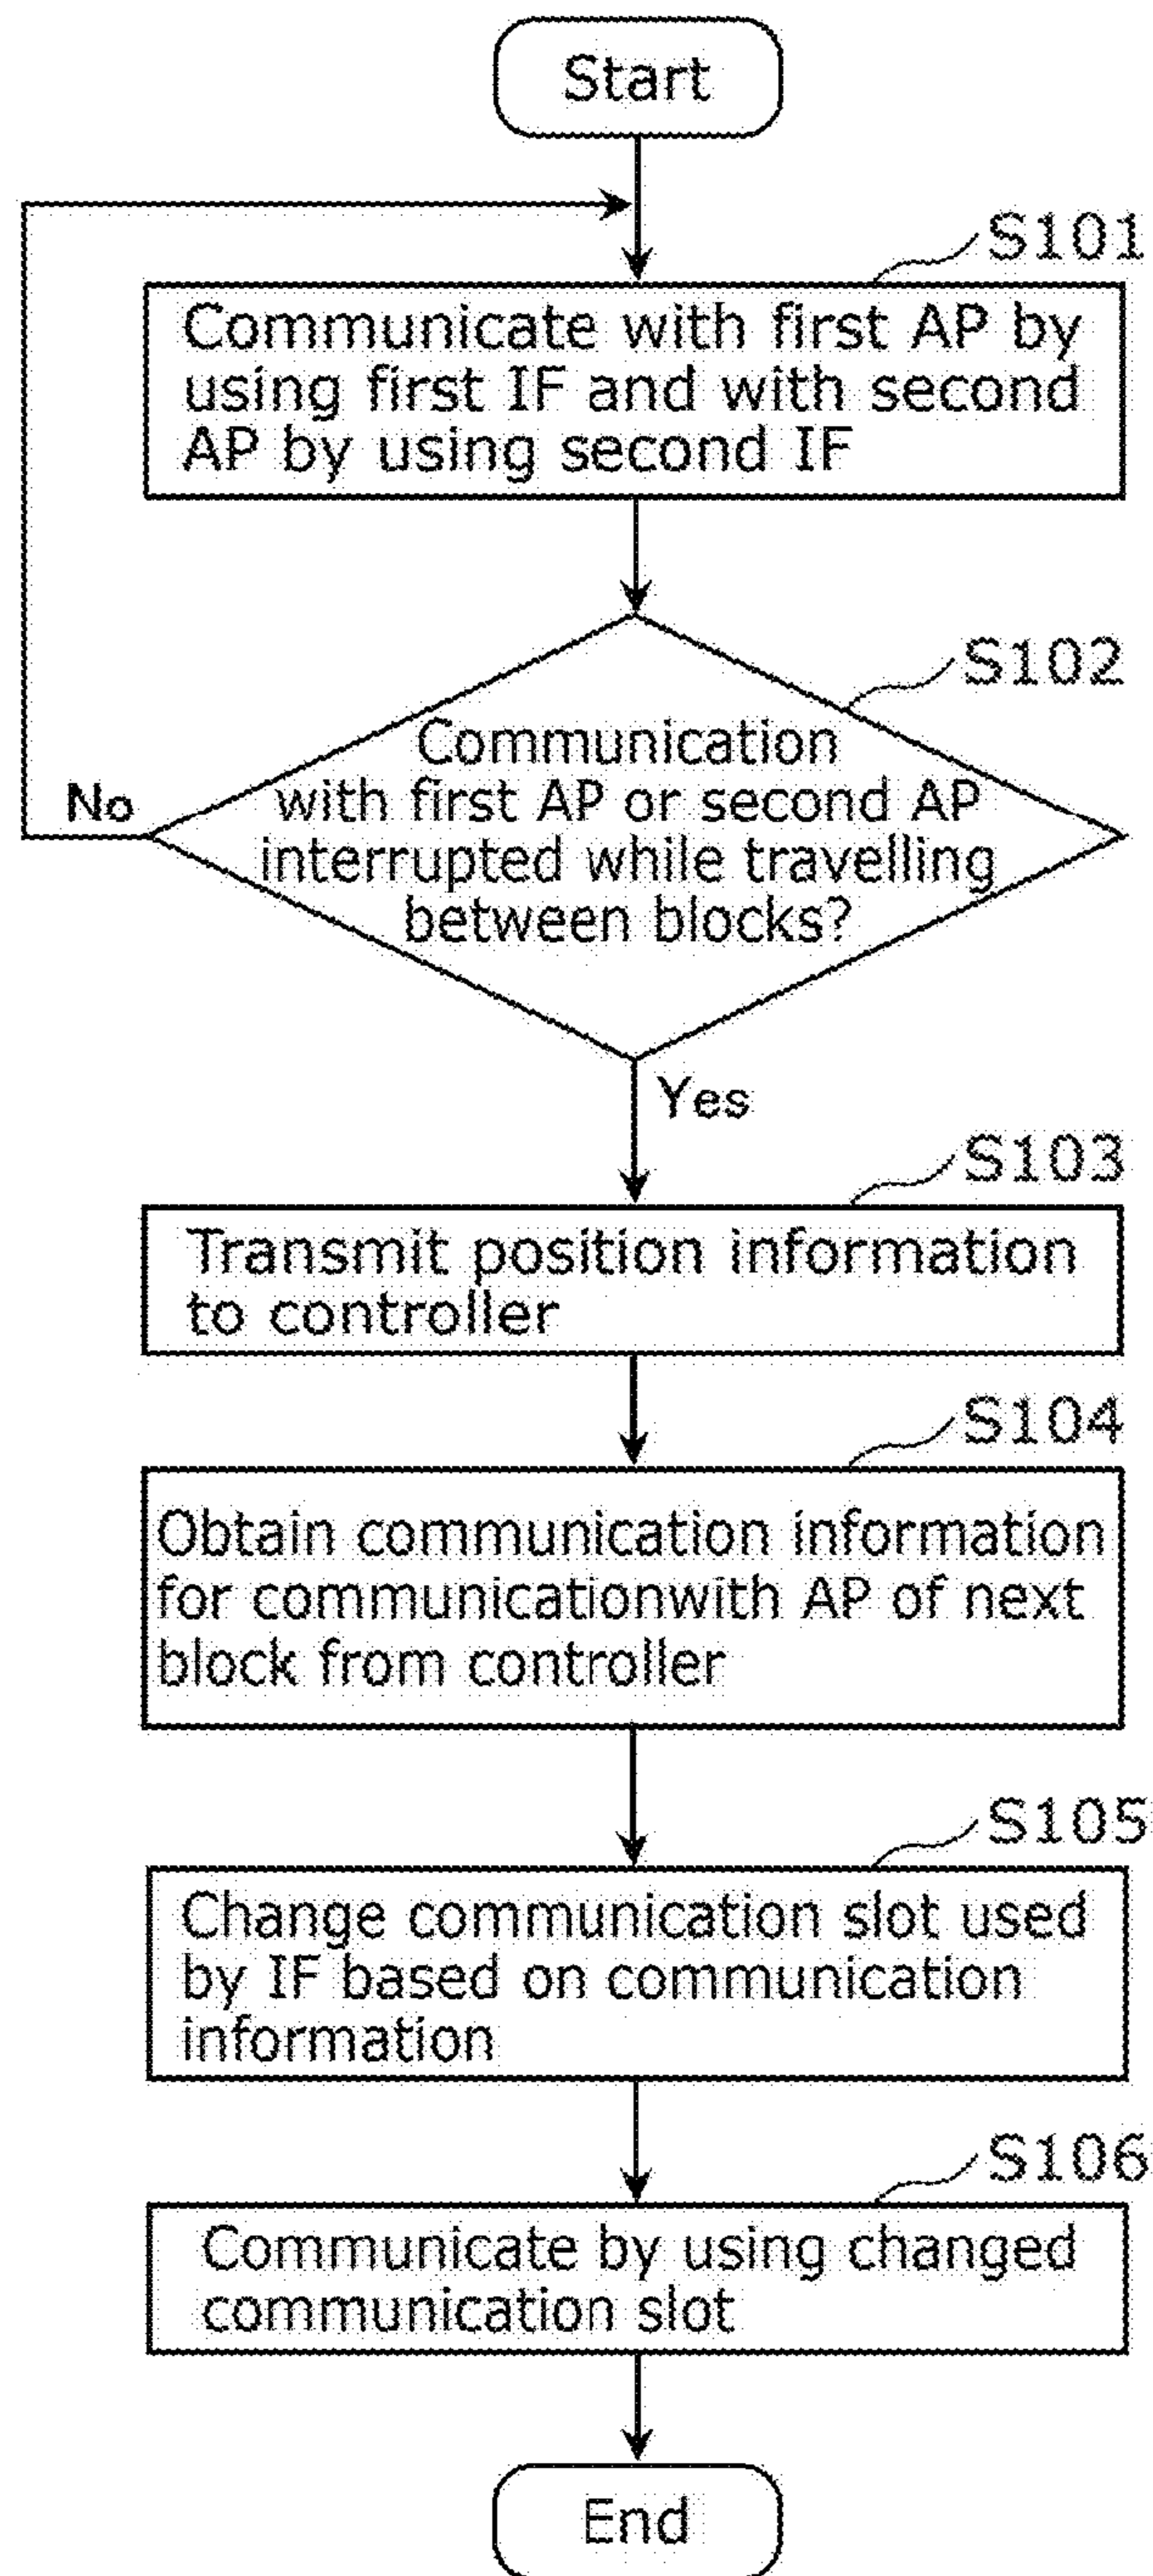 Start
S101
Communicate with first AP by
using first IF and with second
AP by using second IF
S102
Communication
with first AP or second AP
interrupted while travelling
between blocks?
No
Yes
S103
Transmit position information
to controller
S104
Obtain communication information
for communicationwith AP of next
block from controller
S105
Change communication slot used
by IF based on communication
information
S106
Communicate by using changed
communication slot
End